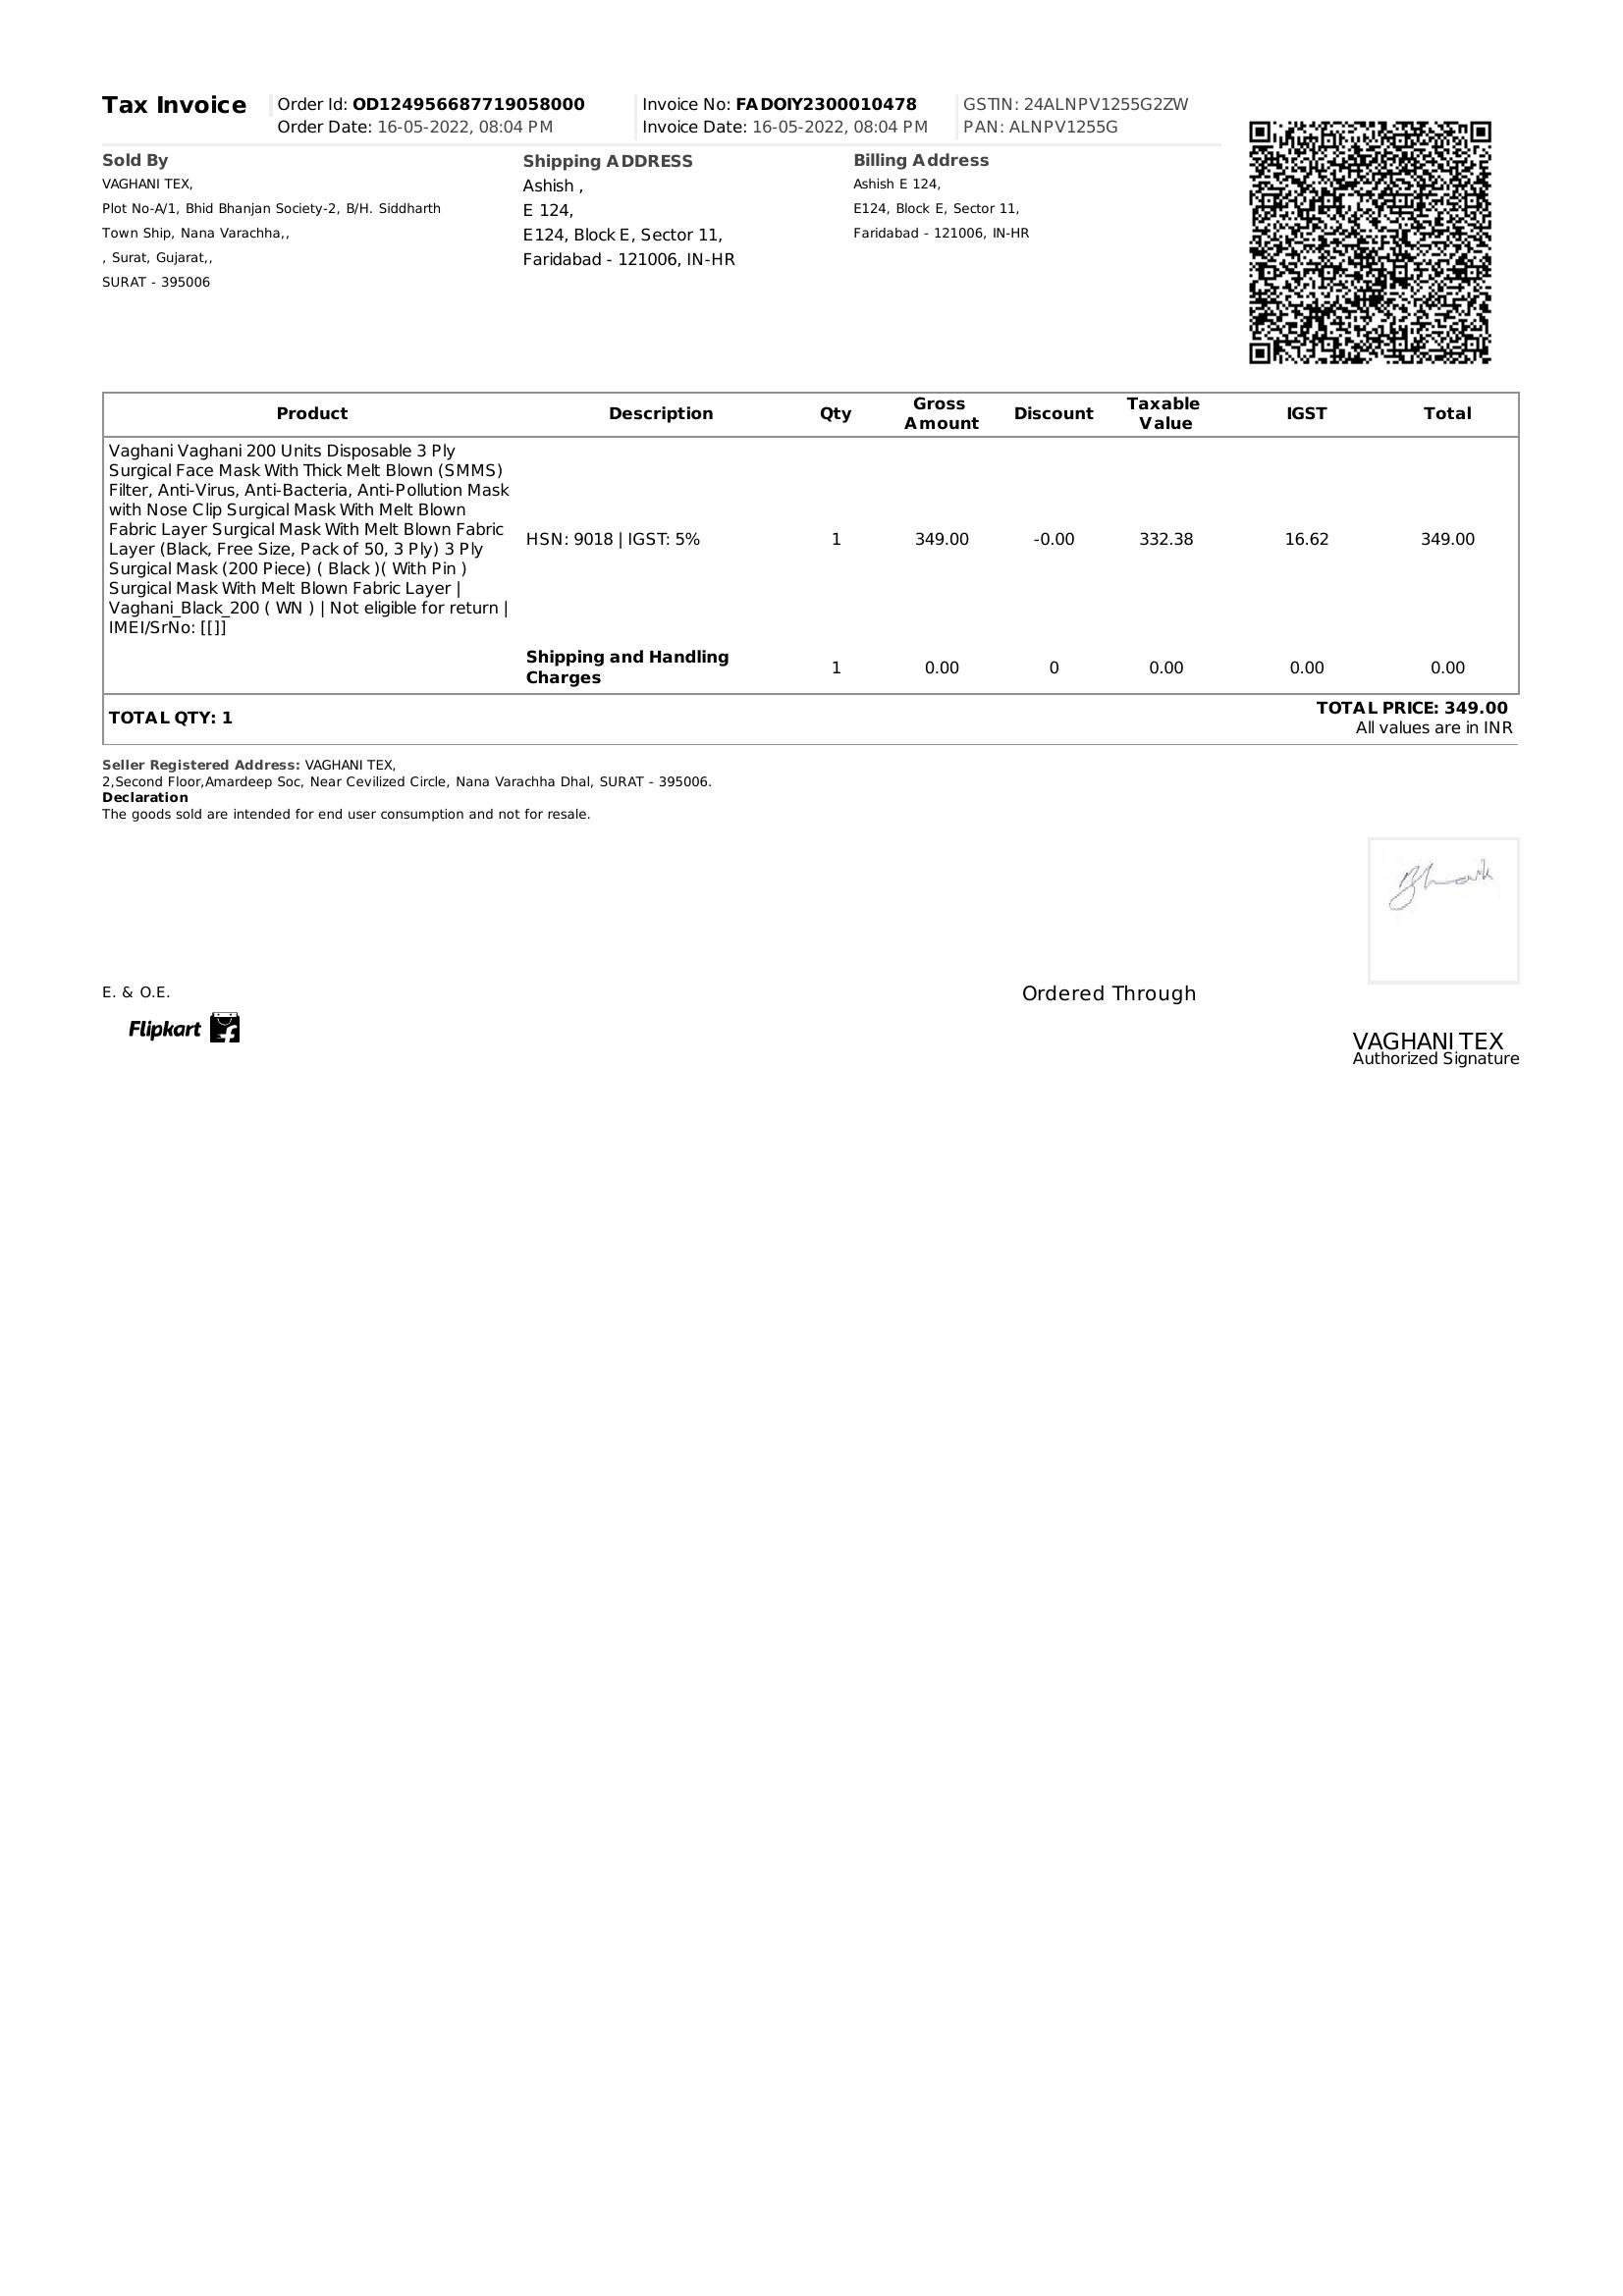 Tax Invoice
Order Id: OD124956687719058000
Order Date: 16-05-2022, 08:04 PM
Invoice No: FADOIY2300010478
Invoice Date: 16-05-2022, 08:04 PM
GSTIN: 24ALNPV1255G2ZW
PAN: ALNPV1255G
Sold By
VAGHANI TEX,
Plot No-A/1, Bhid Bhanjan Society-2, B/H. Siddharth
Town Ship, Nana Varachha,,
, Surat, Gujarat,,
SURAT - 395006
Shipping ADDRESS
Ashish ,
E 124,
E124, Block E, Sector 11,
Faridabad - 121006, IN-HR
Billing Address
Ashish E 124,
E124, Block E, Sector 11,
Faridabad - 121006, IN-HR
Product Description Qty Gross Amount Discount Taxable Value IGST Total
Vaghani Vaghani 200 Units Disposable 3 Ply
Surgical Face Mask With Thick Melt Blown (SMMS)
Filter, Anti-Virus, Anti-Bacteria, Anti-Pollution Mask
with Nose Clip Surgical Mask With Melt Blown
Fabric Layer Surgical Mask With Melt Blown Fabric
Layer (Black, Free Size, Pack of 50, 3 Ply) 3 Ply
Surgical Mask (200 Piece) ( Black )( With Pin )
Surgical Mask With Melt Blown Fabric Layer |
Vaghani_Black_200 ( WN ) | Not eligible for return |
IMEI/SrNo: [[]]
HSN: 9018 | IGST: 5% 1 349.00 -0.00 332.38 16.62 349.00
Shipping and Handling
Charges 1 0.00 0 0.00 0.00 0.00
TOTAL QTY: 1
TOTAL PRICE: 349.00
All values are in INR
Seller Registered Address: VAGHANI TEX,
2,Second Floor,Amardeep Soc, Near Cevilized Circle, Nana Varachha Dhal, SURAT - 395006.
Declaration
The goods sold are intended for end user consumption and not for resale.
E. & O.E.
Ordered Through
Flipkart
VAGHANI TEX
Authorized Signature